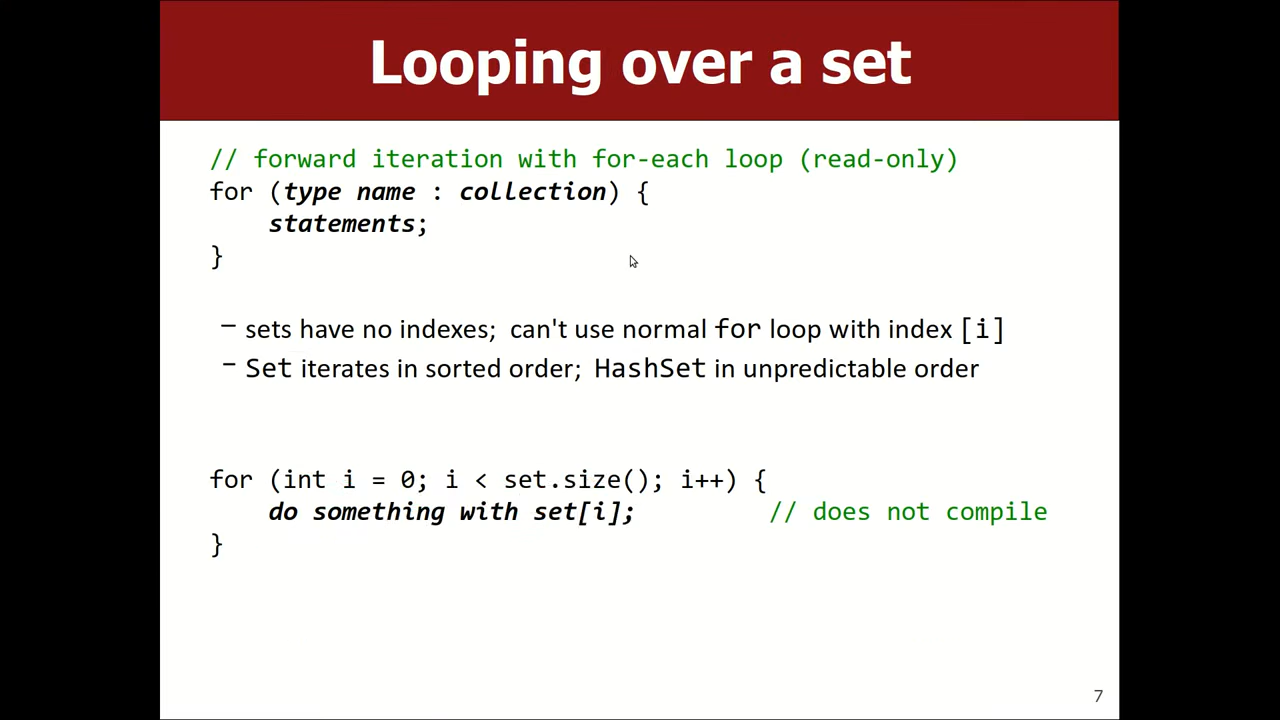 Looping over a set
// forward iteration with for-each loop (read-only)
for (type name : collection) {
    statements;
}
– sets have no indexes;  can't use normal for loop with index [i]
– Set iterates in sorted order;  HashSet in unpredictable order
for (int i = 0; i < set.size(); i++) {
    do something with set[i];         // does not compile
}
7